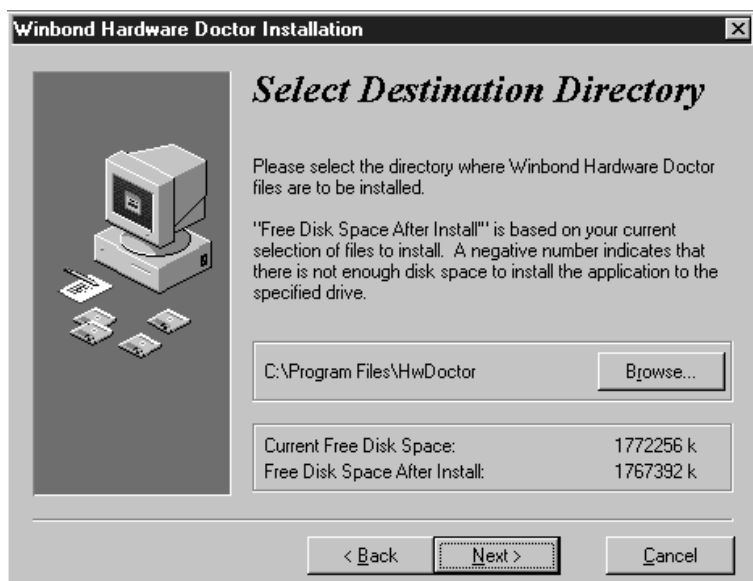 Winbond Hardware Doctor Installation
Select Destination Directory
Please select the directory where Winbond Hardware Doctor
files are to be installed.
"Free Disk Space After Install'" is based on your current
selection of files to install. A negative number indicates that
there is not enough disk space to install the application to the
specified drive.
C:\Program Files\HwDoctor
Browse...
Current Free Disk Space: 1772256 k
Free Disk Space After Install: 1767392 k
< Back Next > Cancel